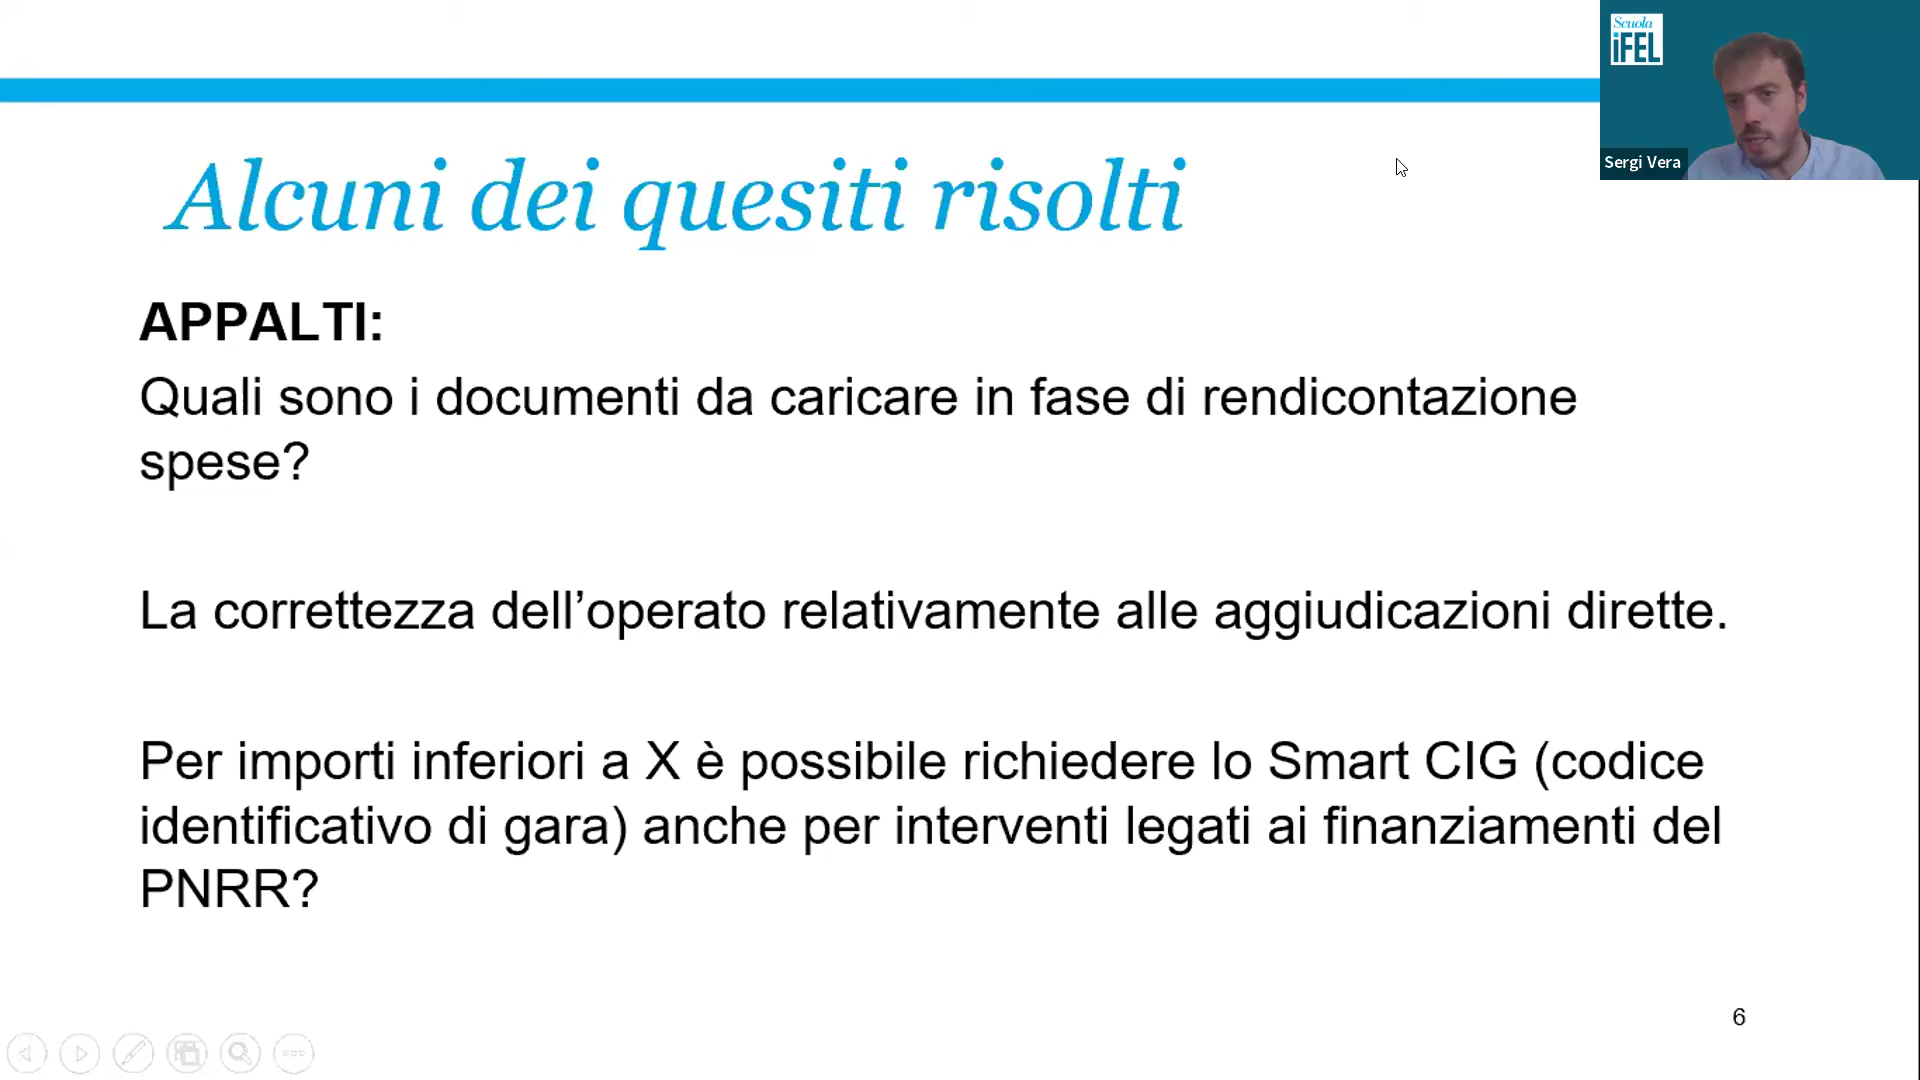 Scuola
iFEL
Sergi Vera
Alcuni dei quesiti risolti
APPALTI:
Quali sono i documenti da caricare in fase di rendicontazione
spese?
La correttezza dell’operato relativamente alle aggiudicazioni dirette.
Per importi inferiori a X è possibile richiedere lo Smart CIG (codice
identificativo di gara) anche per interventi legati ai finanziamenti del
PNRR?
6